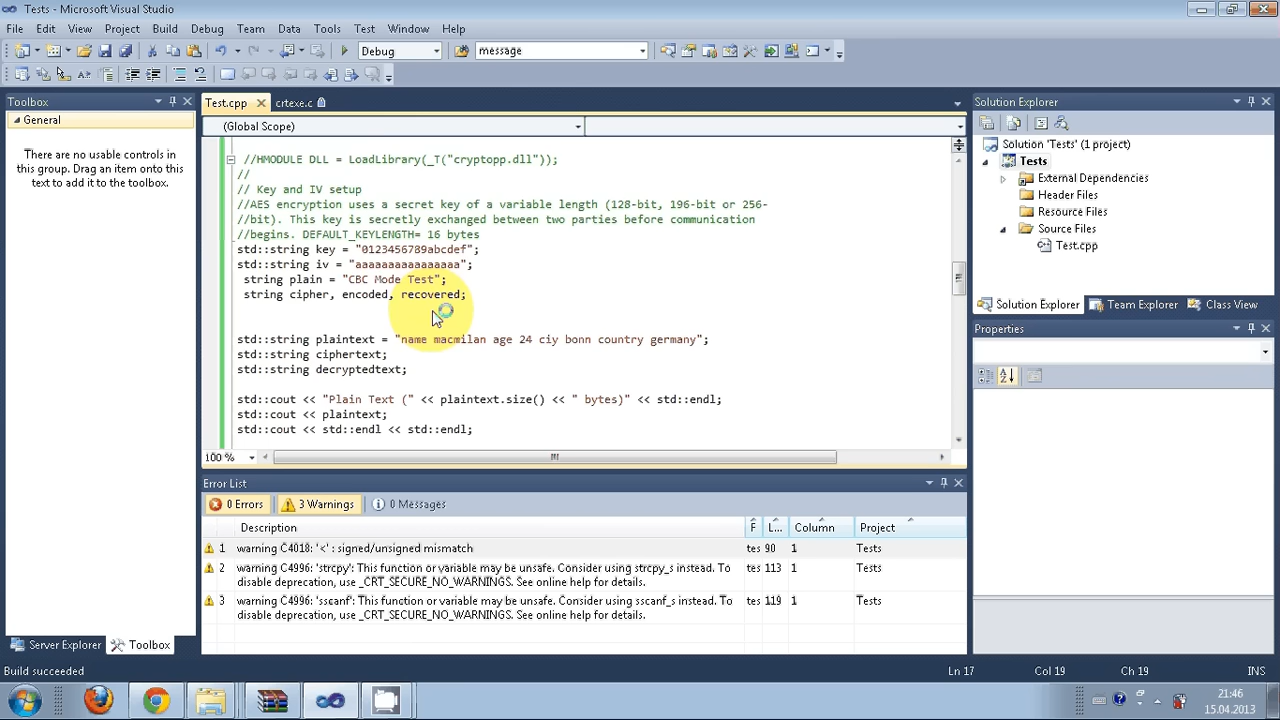 Tests - Microsoft Visual Studio
File Edit View Project Build Debug Team Data Tools Test Window Help
Debug message
Toolbox
General
There are no usable controls in
this group. Drag an item onto this
text to add it to the toolbox.
Server Explorer Toolbox
Test.cpp crtexe.c
(Global Scope)
//HMODULE DLL = LoadLibrary(_T("cryptopp.dll"));
//
// Key and IV setup
//AES encryption uses a secret key of a variable length (128-bit, 196-bit or 256-
//bit). This key is secretly exchanged between two parties before communication
//begins. DEFAULT_KEYLENGTH= 16 bytes
std::string key = "0123456789abcdef";
std::string iv = "aaaaaaaaaaaaaaaa";
string plain = "CBC Mode Test";
string cipher, encoded, recovered;
std::string plaintext = "name macmilan age 24 ciy bonn country germany";
std::string ciphertext;
std::string decryptedtext;
std::cout << "Plain Text (" << plaintext.size() << " bytes)" << std::endl;
std::cout << plaintext;
std::cout << std::endl << std::endl;
100 %
Error List
0 Errors 3 Warnings 0 Messages
Description F L... Column Project
1 warning C4018: '<' : signed/unsigned mismatch tes 90 1 Tests
2 warning C4996: 'strcpy': This function or variable may be unsafe. Consider using strcpy_s instead. To tes 113 1 Tests
disable deprecation, use _CRT_SECURE_NO_WARNINGS. See online help for details.
3 warning C4996: 'sscanf': This function or variable may be unsafe. Consider using sscanf_s instead. To tes 119 1 Tests
disable deprecation, use _CRT_SECURE_NO_WARNINGS. See online help for details.
Solution Explorer
Solution 'Tests' (1 project)
Tests
External Dependencies
Header Files
Resource Files
Source Files
Test.cpp
Solution Explorer Team Explorer Class View
Properties
Build succeeded Ln 17 Col 19 Ch 19 INS
21:46
15.04.2013